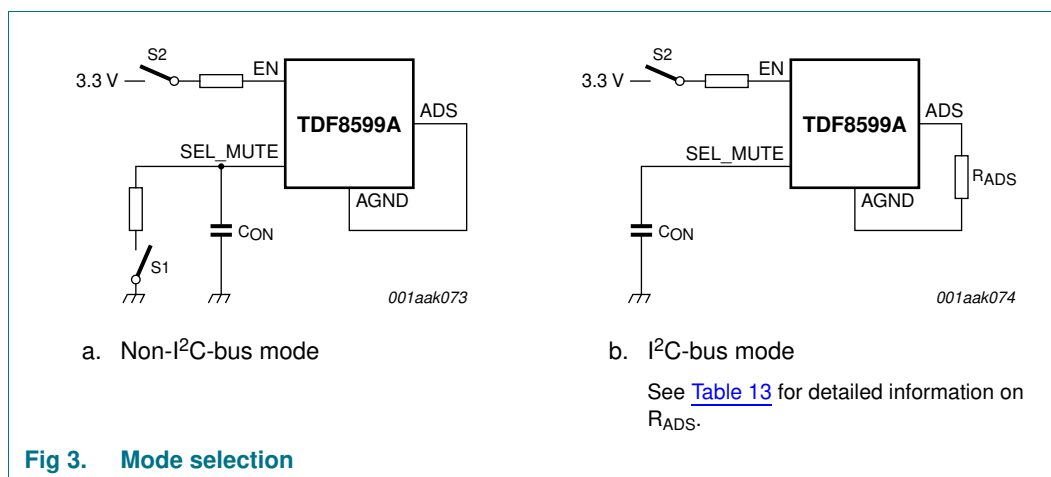 S2
3.3 V
EN
TDF8599A
ADS
SEL_MUTE
AGND
CON
S1
001aak073
a. Non-I²C-bus mode
S2
3.3 V
EN
TDF8599A
ADS
SEL_MUTE
RADS
AGND
CON
001aak074
b. I²C-bus mode
See Table 13 for detailed information on
RADS.
Fig 3. Mode selection